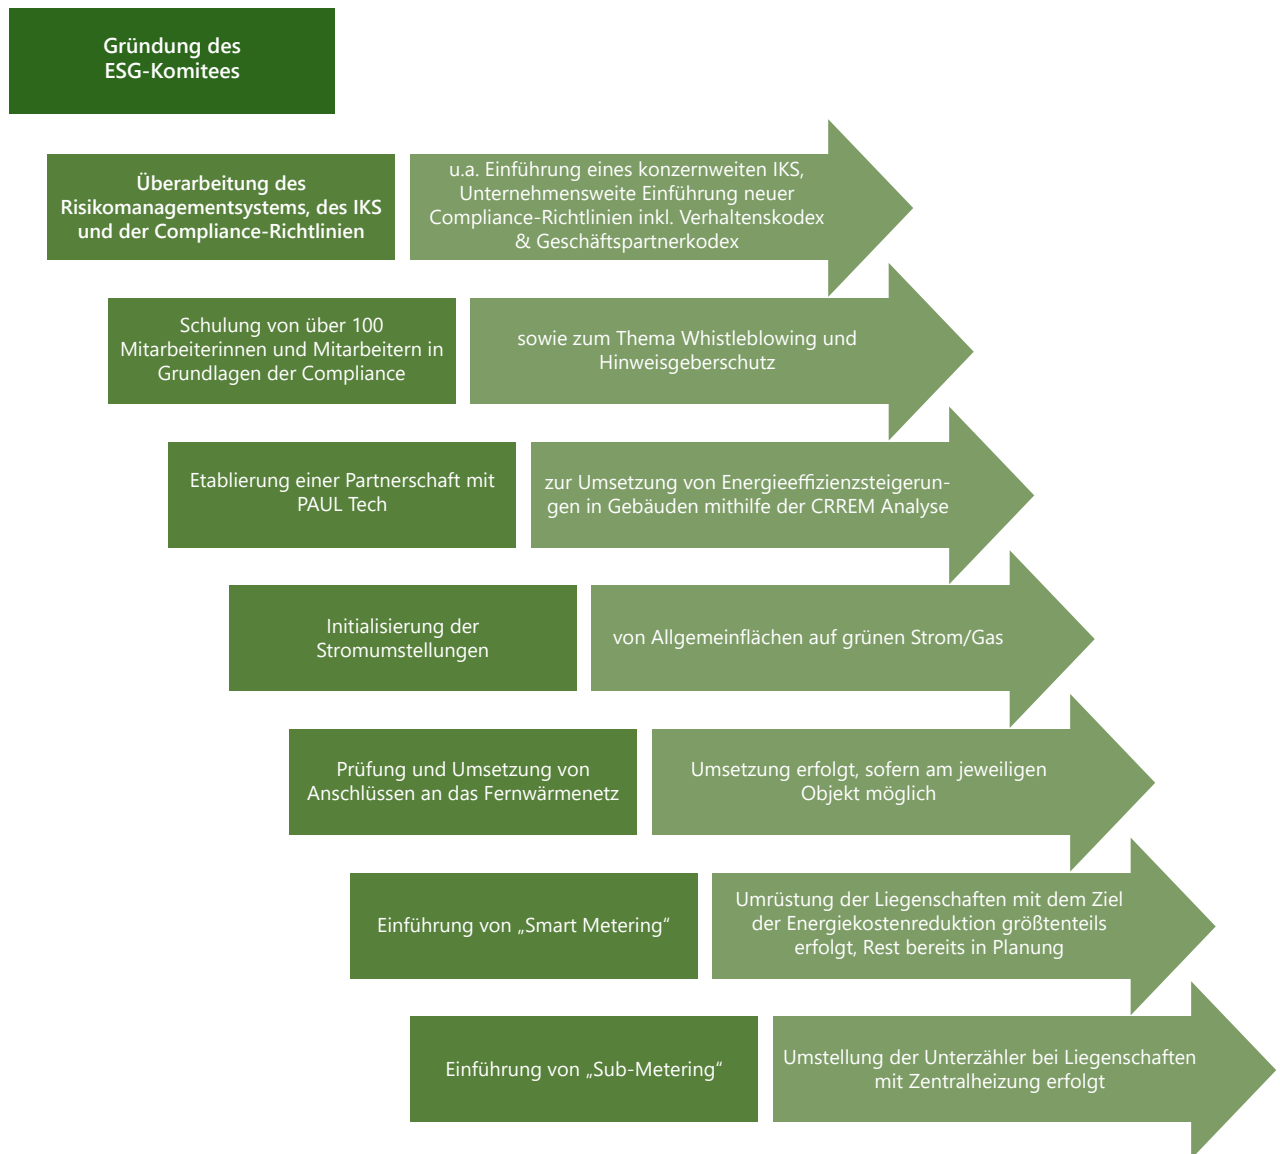 Gründung des
ESG-Komitees
Überarbeitung des
Risikomanagementsystems, des IKS
und der Compliance-Richtlinien
u.a. Einführung eines konzernweiten IKS,
Unternehmensweite Einführung neuer
Compliance-Richtlinien inkl. Verhaltenskodex
& Geschäftspartnerkodex
Schulung von über 100
Mitarbeiterinnen und Mitarbeitern in
Grundlagen der Compliance
sowie zum Thema Whistleblowing und
Hinweisgeberschutz
Etablierung einer Partnerschaft mit
PAUL Tech
zur Umsetzung von Energieeffizienzsteigerun-
gen in Gebäuden mithilfe der CRREM Analyse
Initialisierung der
Stromumstellungen
von Allgemeinflächen auf grünen Strom/Gas
Prüfung und Umsetzung von
Anschlüssen an das Fernwärmenetz
Umsetzung erfolgt, sofern am jeweiligen
Objekt möglich
Einführung von „Smart Metering“
Umrüstung der Liegenschaften mit dem Ziel
der Energiekostenreduktion größtenteils
erfolgt, Rest bereits in Planung
Einführung von „Sub-Metering“
Umstellung der Unterzähler bei Liegenschaften
mit Zentralheizung erfolgt